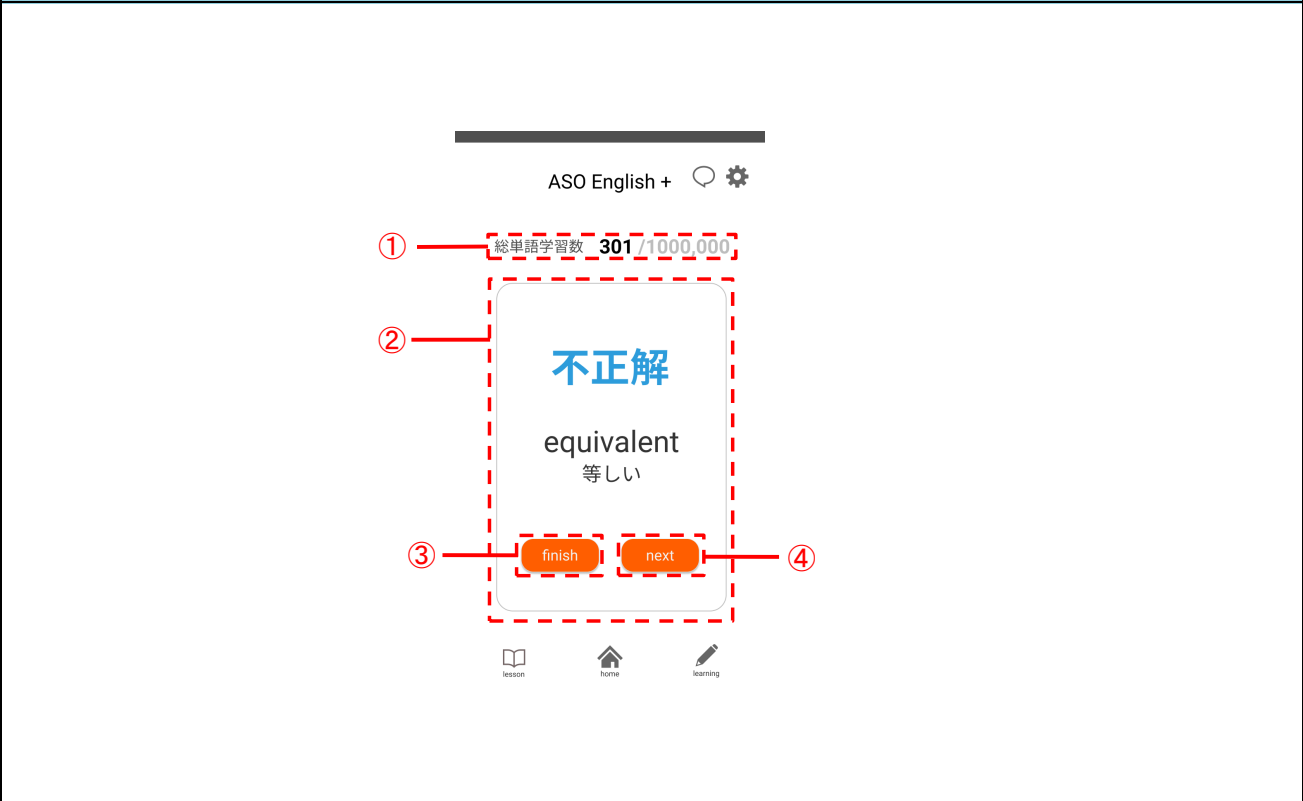 ASO English +
① 総単語学習数 301 /1000,000
②
不正解
equivalent
等しい
③ finish next ④
lesson home learning